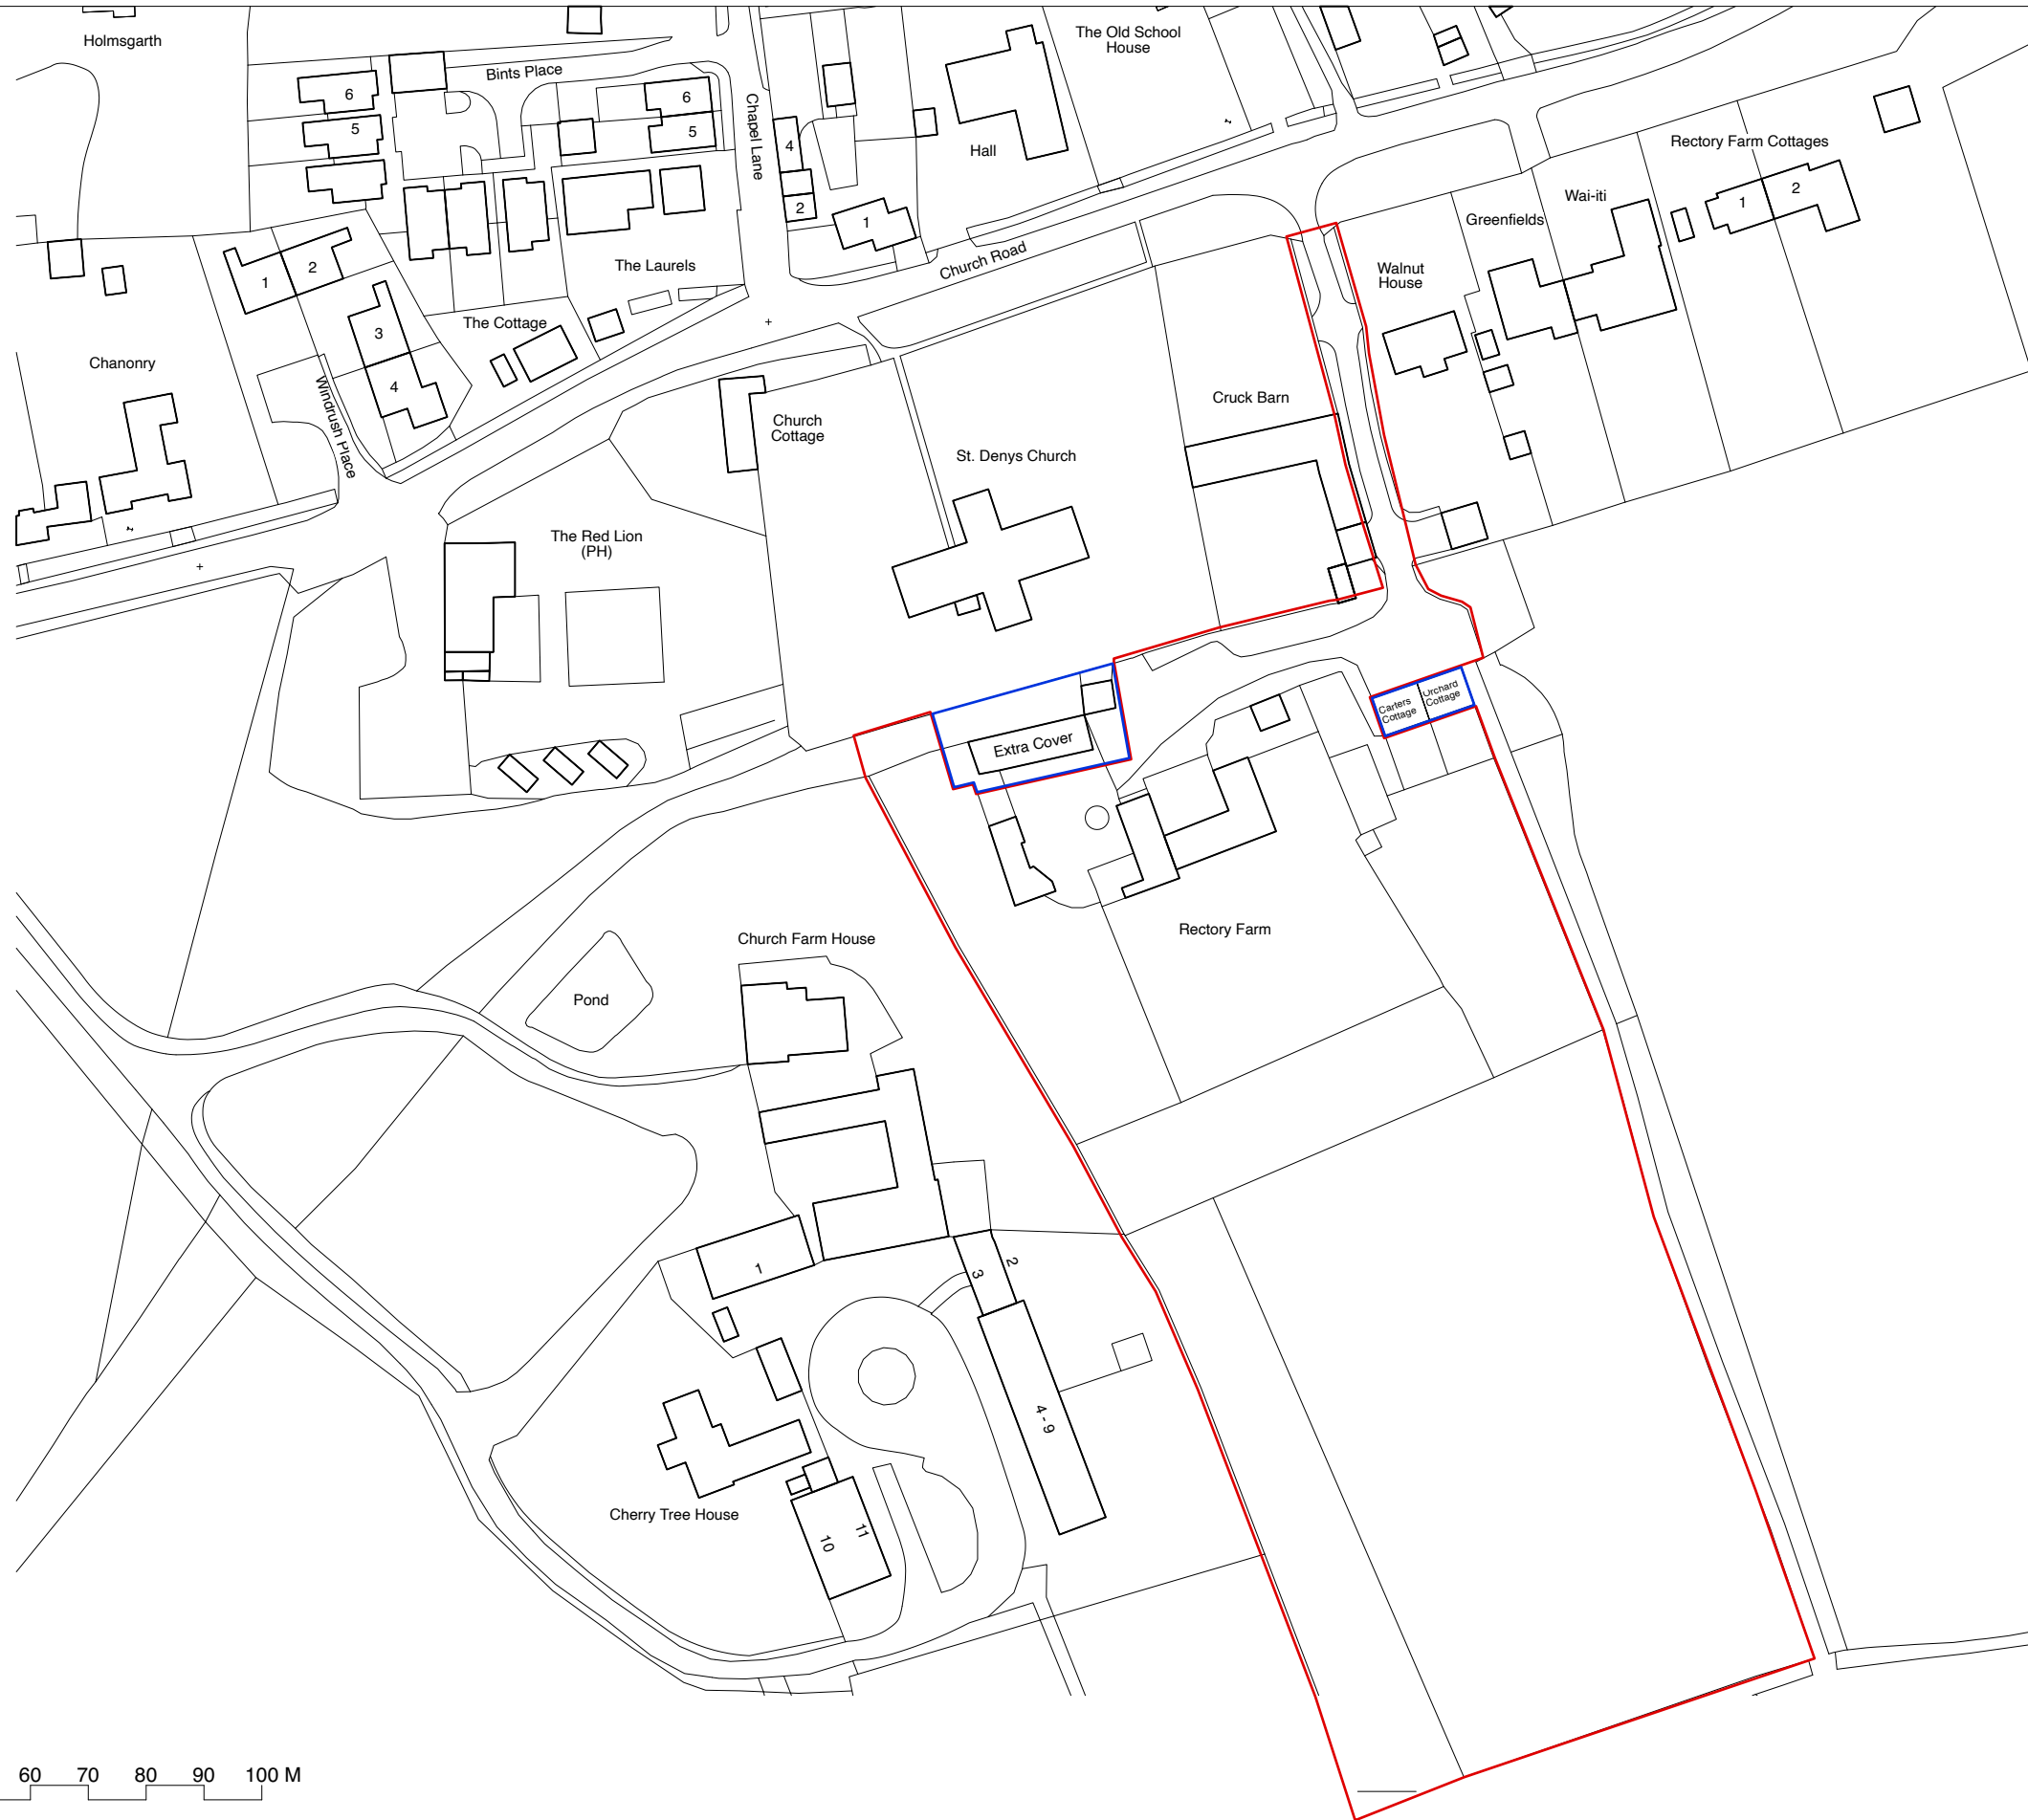 Holmsgarth
Bints Place
6
5
6
5
Chapel Lane
4
2
1
Hall
The Old School
House
Rectory Farm Cottages
1
2
Wai-iti
Greenfields
Walnut
House
Church Road
The Laurels
1
2
3
4
The Cottage
Chanonry
Windrush Place
Church
Cottage
Cruck Barn
St. Denys Church
The Red Lion
(PH)
Carters
Cottage
Orchard
Cottage
Extra Cover
Rectory Farm
Church Farm House
Pond
1
3
2
4 - 9
Cherry Tree House
10
11
60 70 80 90 100 M